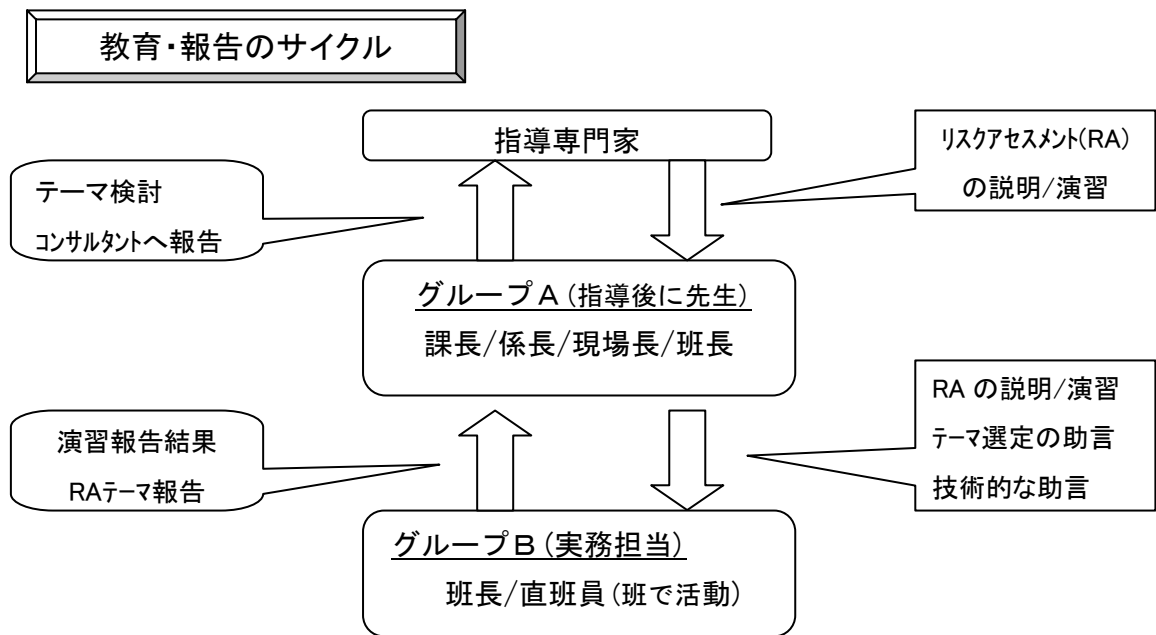 教育・報告のサイクル
指導専門家
リスクアセスメント(RA)
の説明/演習
テーマ検討
コンサルタントへ報告
グループA(指導後に先生)
課長/係長/現場長/班長
RAの説明/演習
テーマ選定の助言
技術的な助言
演習報告結果
RAテーマ報告
グループB(実務担当)
班長/直班員(班で活動)